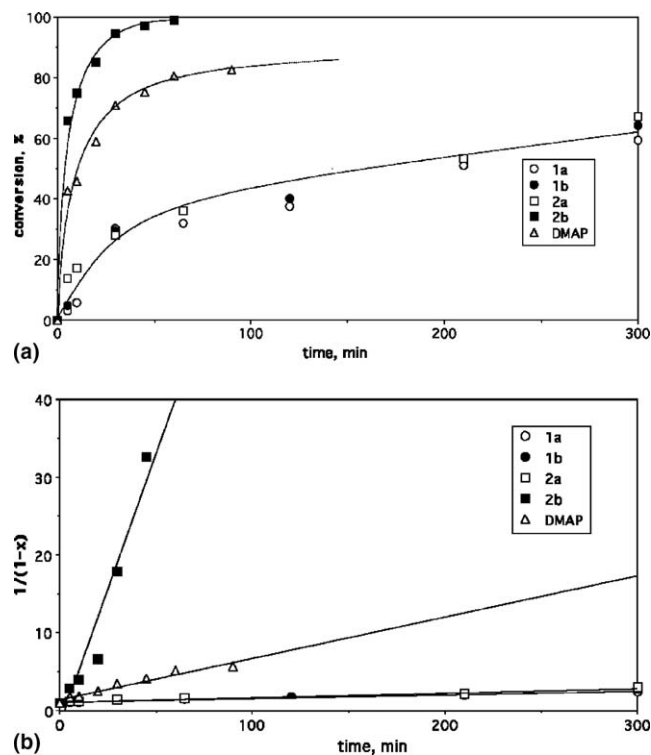 100
80
60
40
20
0
conversion, %
1a
1b
2a
2b
DMAP
0
100
200
300
time, min
(a)
40
30
20
10
0
1/(1-x)
1a
1b
2a
2b
DMAP
0
100
200
300
time, min
(b)